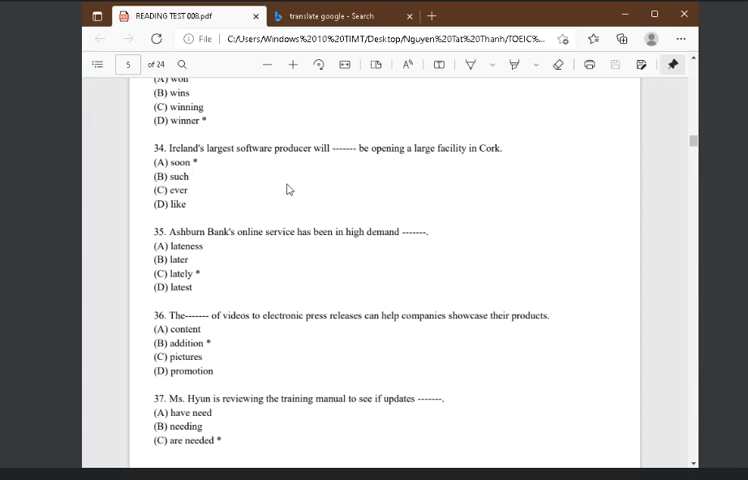 READING TEST 008.pdf
translate google - Search
File
C:/Users/Windows%2010%20TIMT/Desktop/Nguyen%20Tat%20Thanh/TOEIC%...
5 of 24
(A) won
(B) wins
(C) winning
(D) winner *
34. Ireland's largest software producer will ------- be opening a large facility in Cork.
(A) soon *
(B) such
(C) ever
(D) like
35. Ashburn Bank's online service has been in high demand -------.
(A) lateness
(B) later
(C) lately *
(D) latest
36. The------- of videos to electronic press releases can help companies showcase their products.
(A) content
(B) addition *
(C) pictures
(D) promotion
37. Ms. Hyun is reviewing the training manual to see if updates -------.
(A) have need
(B) needing
(C) are needed *